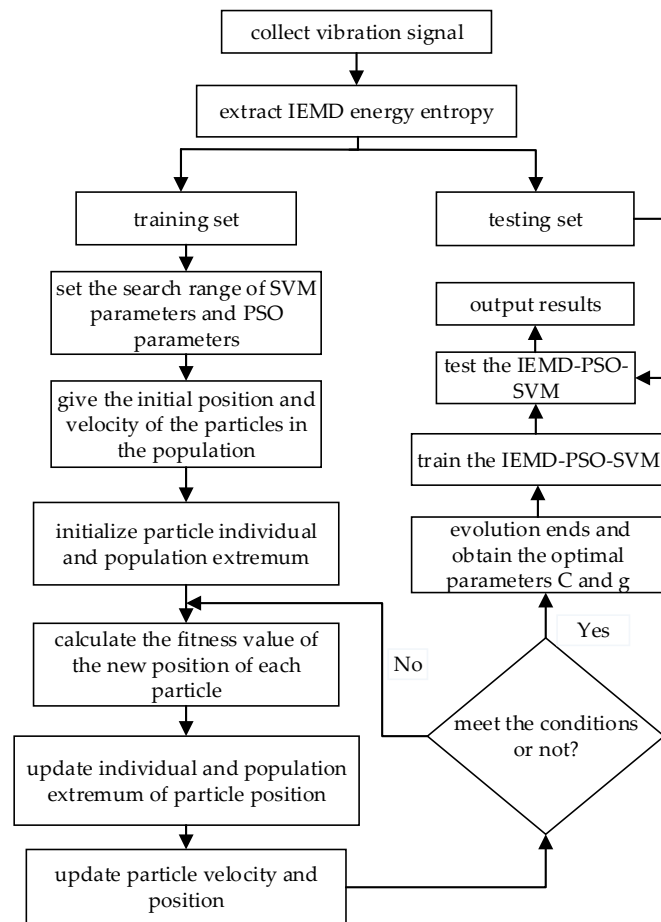 collect vibration signal
extract IEMD energy entropy
training set
testing set
set the search range of SVM
parameters and PSO
parameters
give the initial position and
velocity of the particles in
the population
initialize particle individual
and population extremum
calculate the fitness value of
the new position of each
particle
update individual and population
extremum of particle position
update particle velocity and
position
meet the conditions
or not?
No
Yes
evolution ends and
obtain the optimal
parameters C and g
train the IEMD-PSO-SVM
test the IEMD-PSO-
SVM
output results